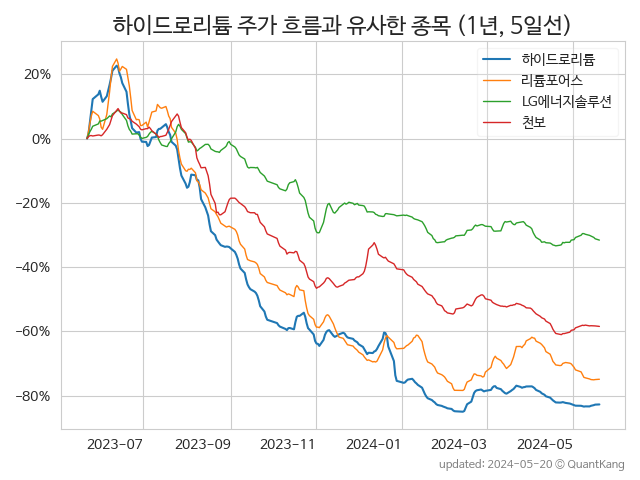 하이드로리튬 주가 흐름과 유사한 종목 (1년, 5일선)
하이드로리튬
리튬포어스
LG에너지솔루션
천보
20%
0%
−20%
−40%
−60%
−80%
2023-07 2023-09 2023-11 2024-01 2024-03 2024-05
updated: 2024-05-20 © QuantKang